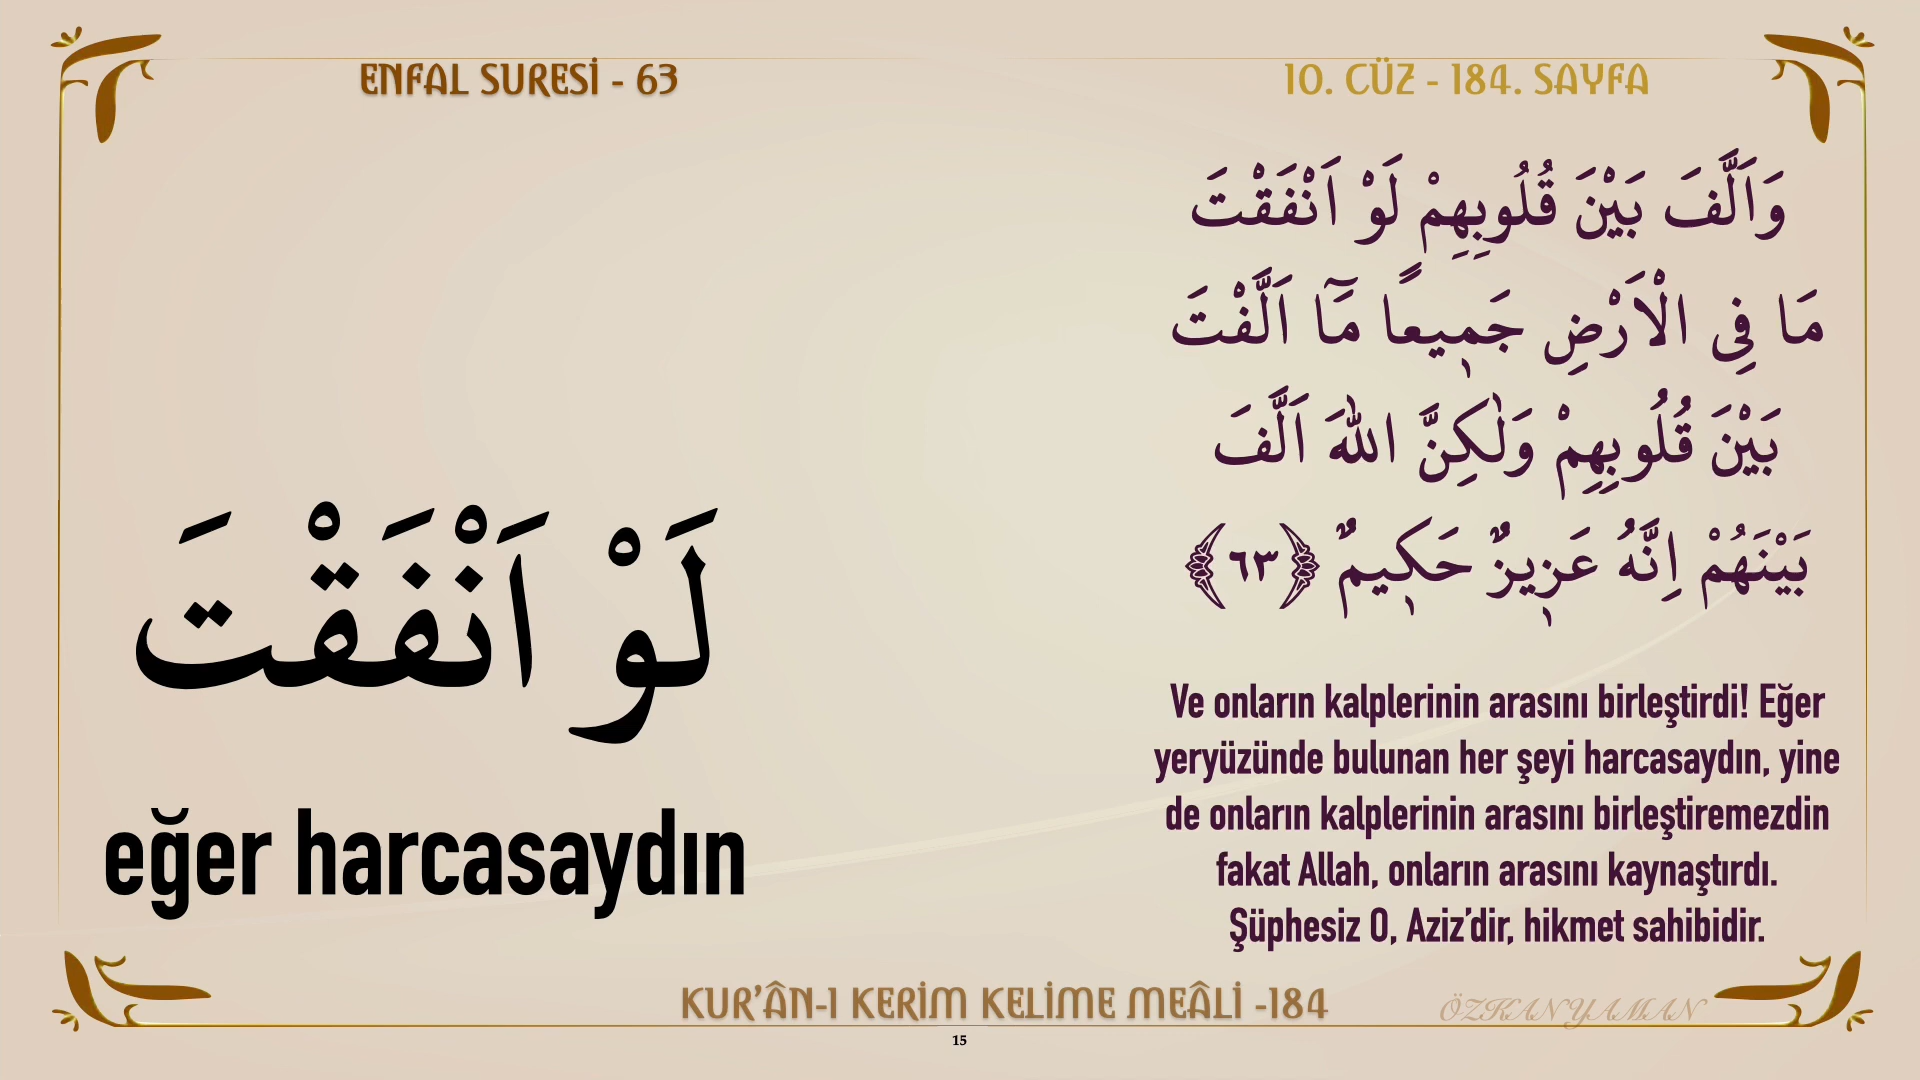 ENFAL SURESİ - 63
10. CÜZ - 184. SAYFA
وَاَلَّفَ بَيْنَ قُلُوبِهِمْ لَوْ اَنْفَقْتَ
مَا فِى الْاَرْضِ جَمٖيعًا مَٓا اَلَّفْتَ
بَيْنَ قُلُوبِهِمْ وَلٰكِنَّ اللّٰهَ اَلَّفَ
بَيْنَهُمْ اِنَّهُ عَزٖيزٌ حَكٖيمٌ ﴿٦٣﴾
لَوْ اَنْفَقْتَ
eğer harcasaydın
Ve onların kalplerinin arasını birleştirdi! Eğer
yeryüzünde bulunan her şeyi harcasaydın, yine
de onların kalplerinin arasını birleştiremezdin
fakat Allah, onların arasını kaynaştırdı.
Şüphesiz O, Aziz’dir, hikmet sahibidir.
KUR’ÂN-I KERİM KELİME MEÂLİ -184
ÖZKAN YAMAN
15